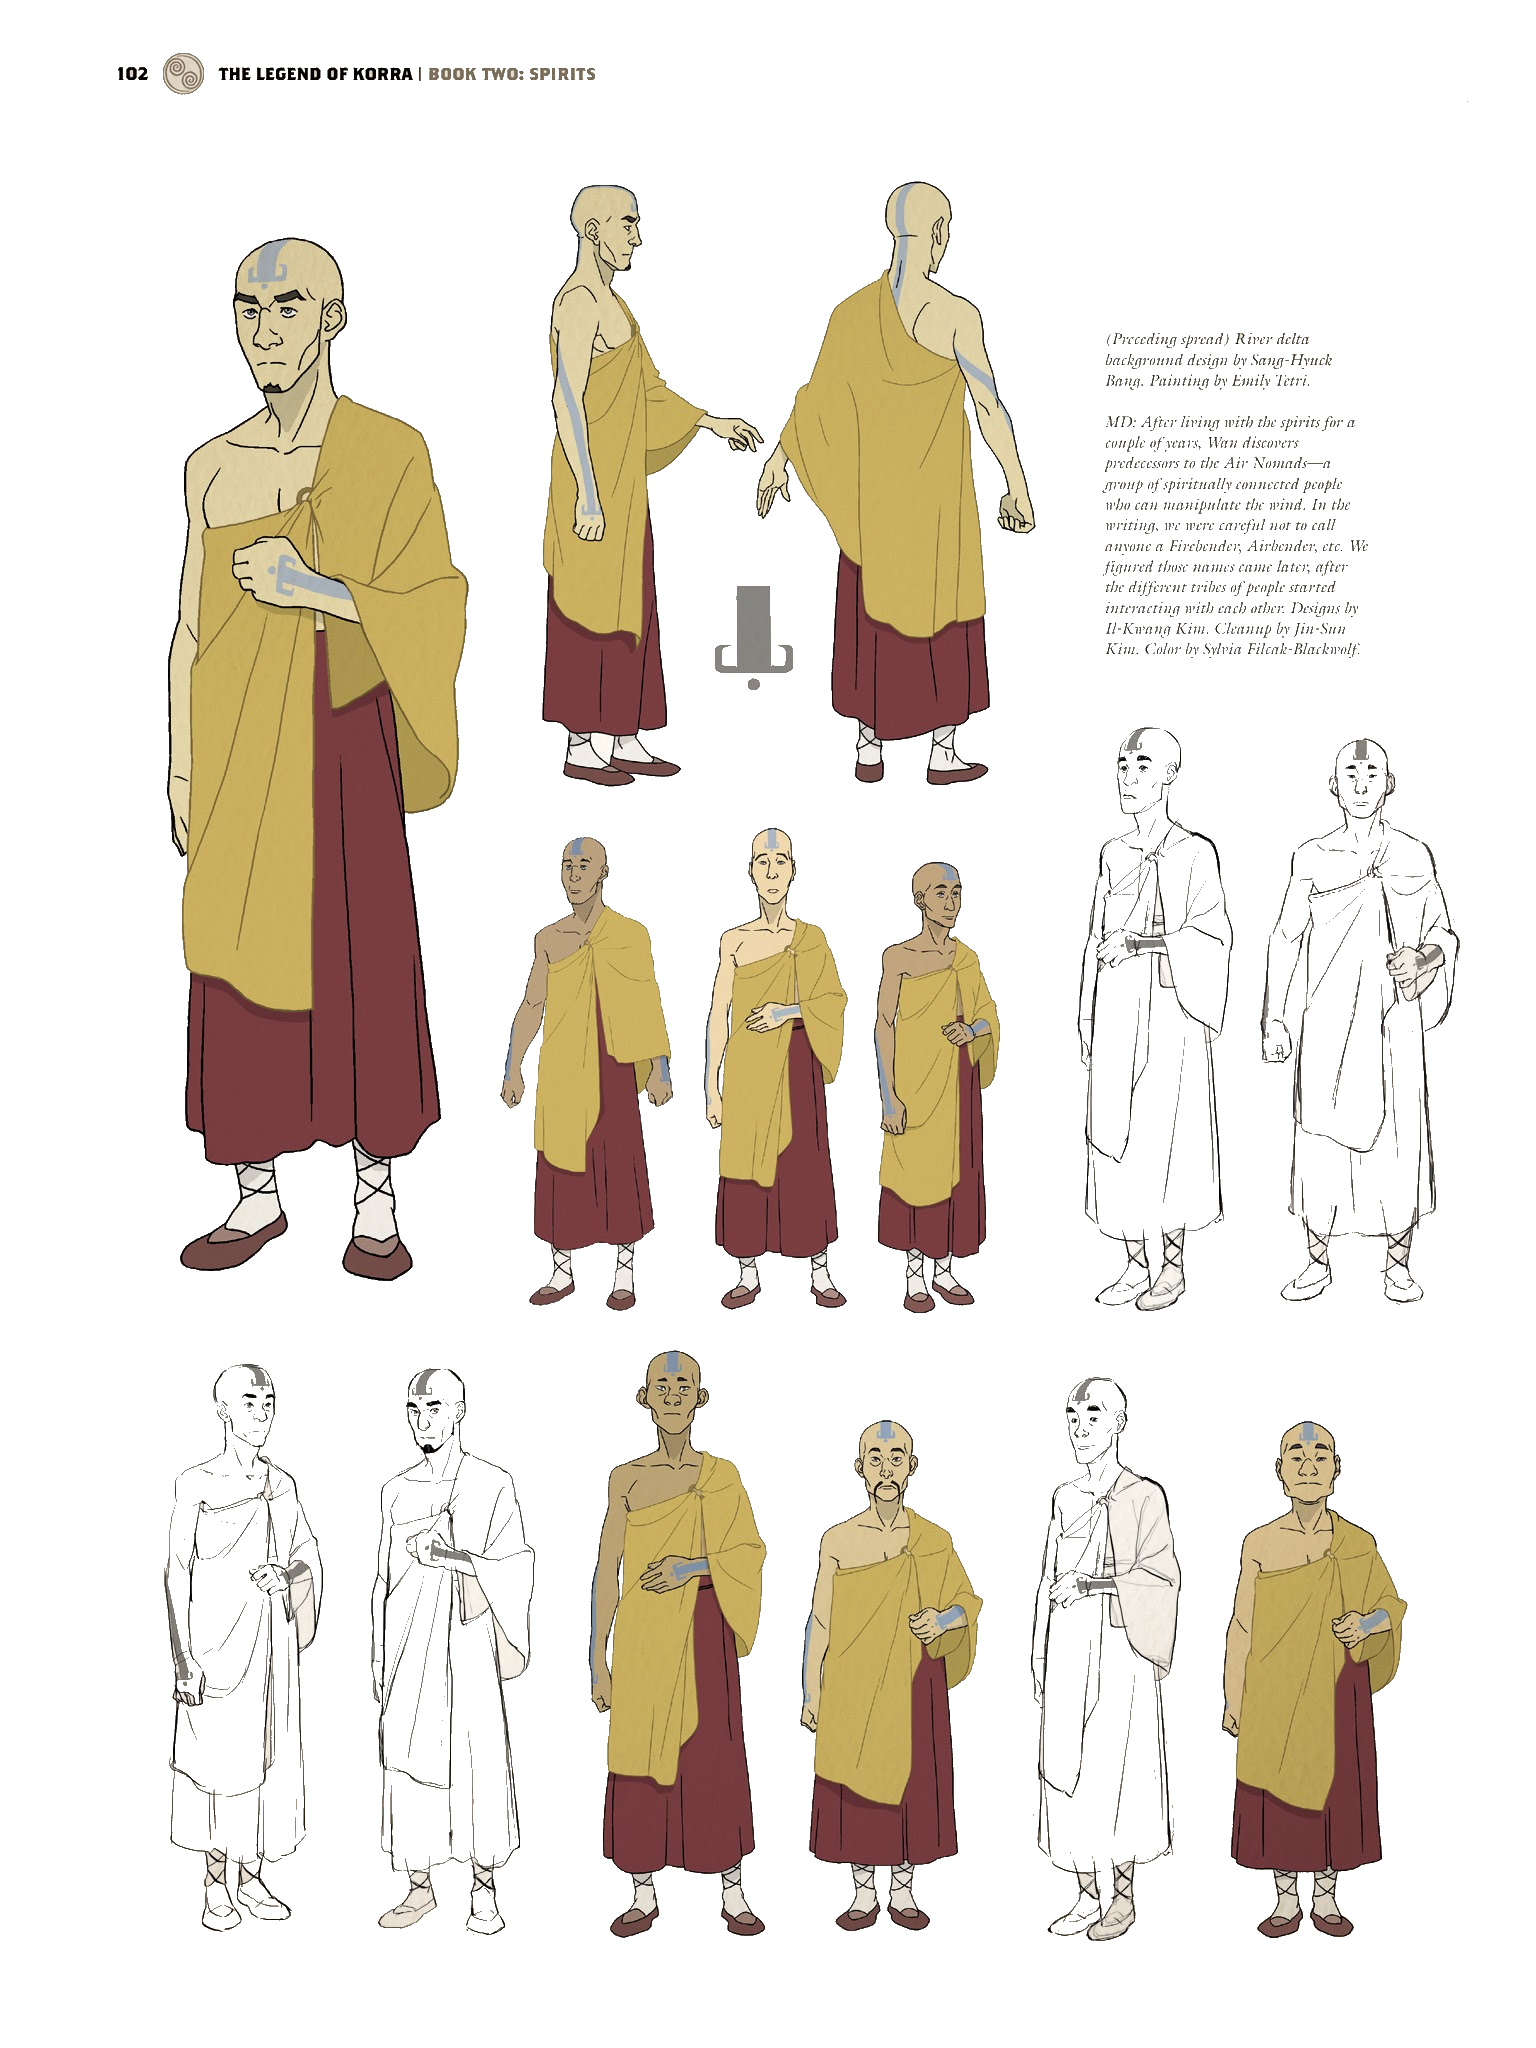 102 THE LEGEND OF KORRA | BOOK TWO: SPIRITS
(Preceding spread) River delta
background design by Sang-Hyuck
Bang. Painting by Emily Tetri.
MD: After living with the spirits for a
couple of years, Wan discovers
predecessors to the Air Nomads—a
group of spiritually connected people
who can manipulate the wind. In the
writing, we were careful not to call
anyone a Firebender, Airbender, etc. We
figured those names came later, after
the different tribes of people started
interacting with each other. Designs by
Il-Kwang Kim. Cleanup by Jin-Sun
Kim. Color by Sylvia Filcak-Blackwolf.